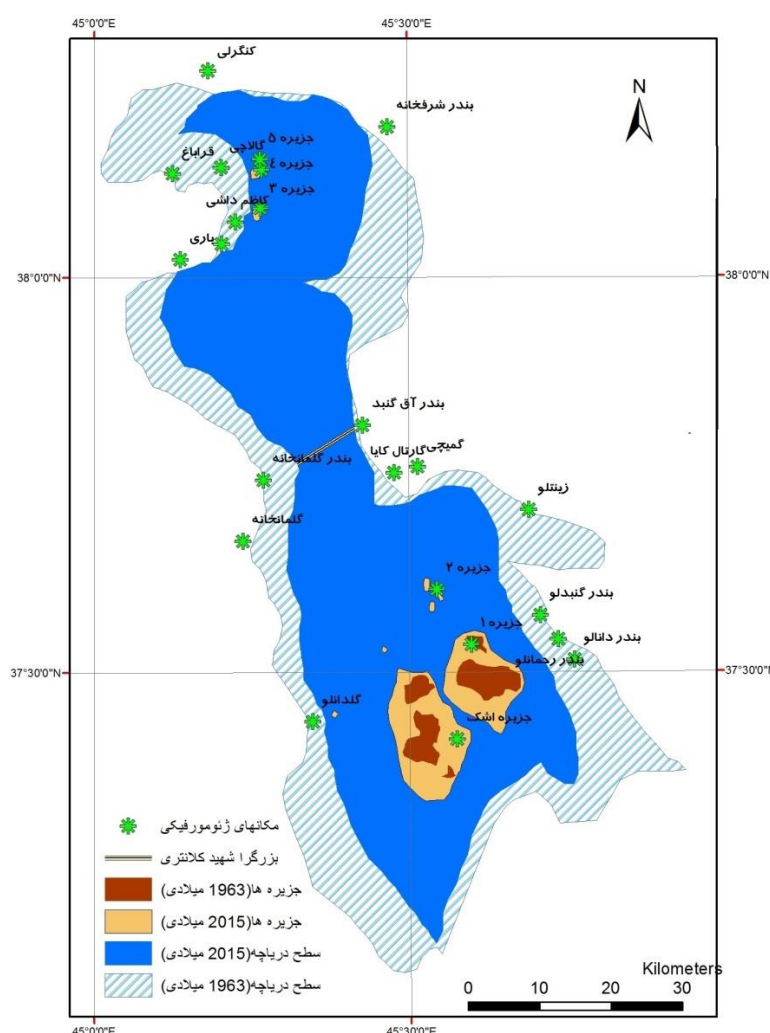 45°0'0"E
45°30'0"E
کنگرلی
N
بندر شرفخانه
جزیره ۵
گالاچی
قراباغ
جزیره ٤
جزیره ۳
کاظم داشی
باری
38°0'0"N
38°0'0"N
بندر آق گنبد
گمیچی
گارتال کایا
بندر گلمانخانه
زینتلو
گلمانخانه
جزیره ۲
بندر گنبدلو
جزیره ۱
بندر دانالو
بندر رحمانلو
37°30'0"N
37°30'0"N
گلدانلو
جزیره اشک
مکانهای ژئومورفیکی
بزرگرا شهید کلانتری
جزیره ها(1963 میلادی)
جزیره ها(2015 میلادی)
سطح دریاچه(2015 میلادی)
سطح دریاچه(1963 میلادی)
Kilometers
0 10 20 30
45°0'0"E
45°30'0"E